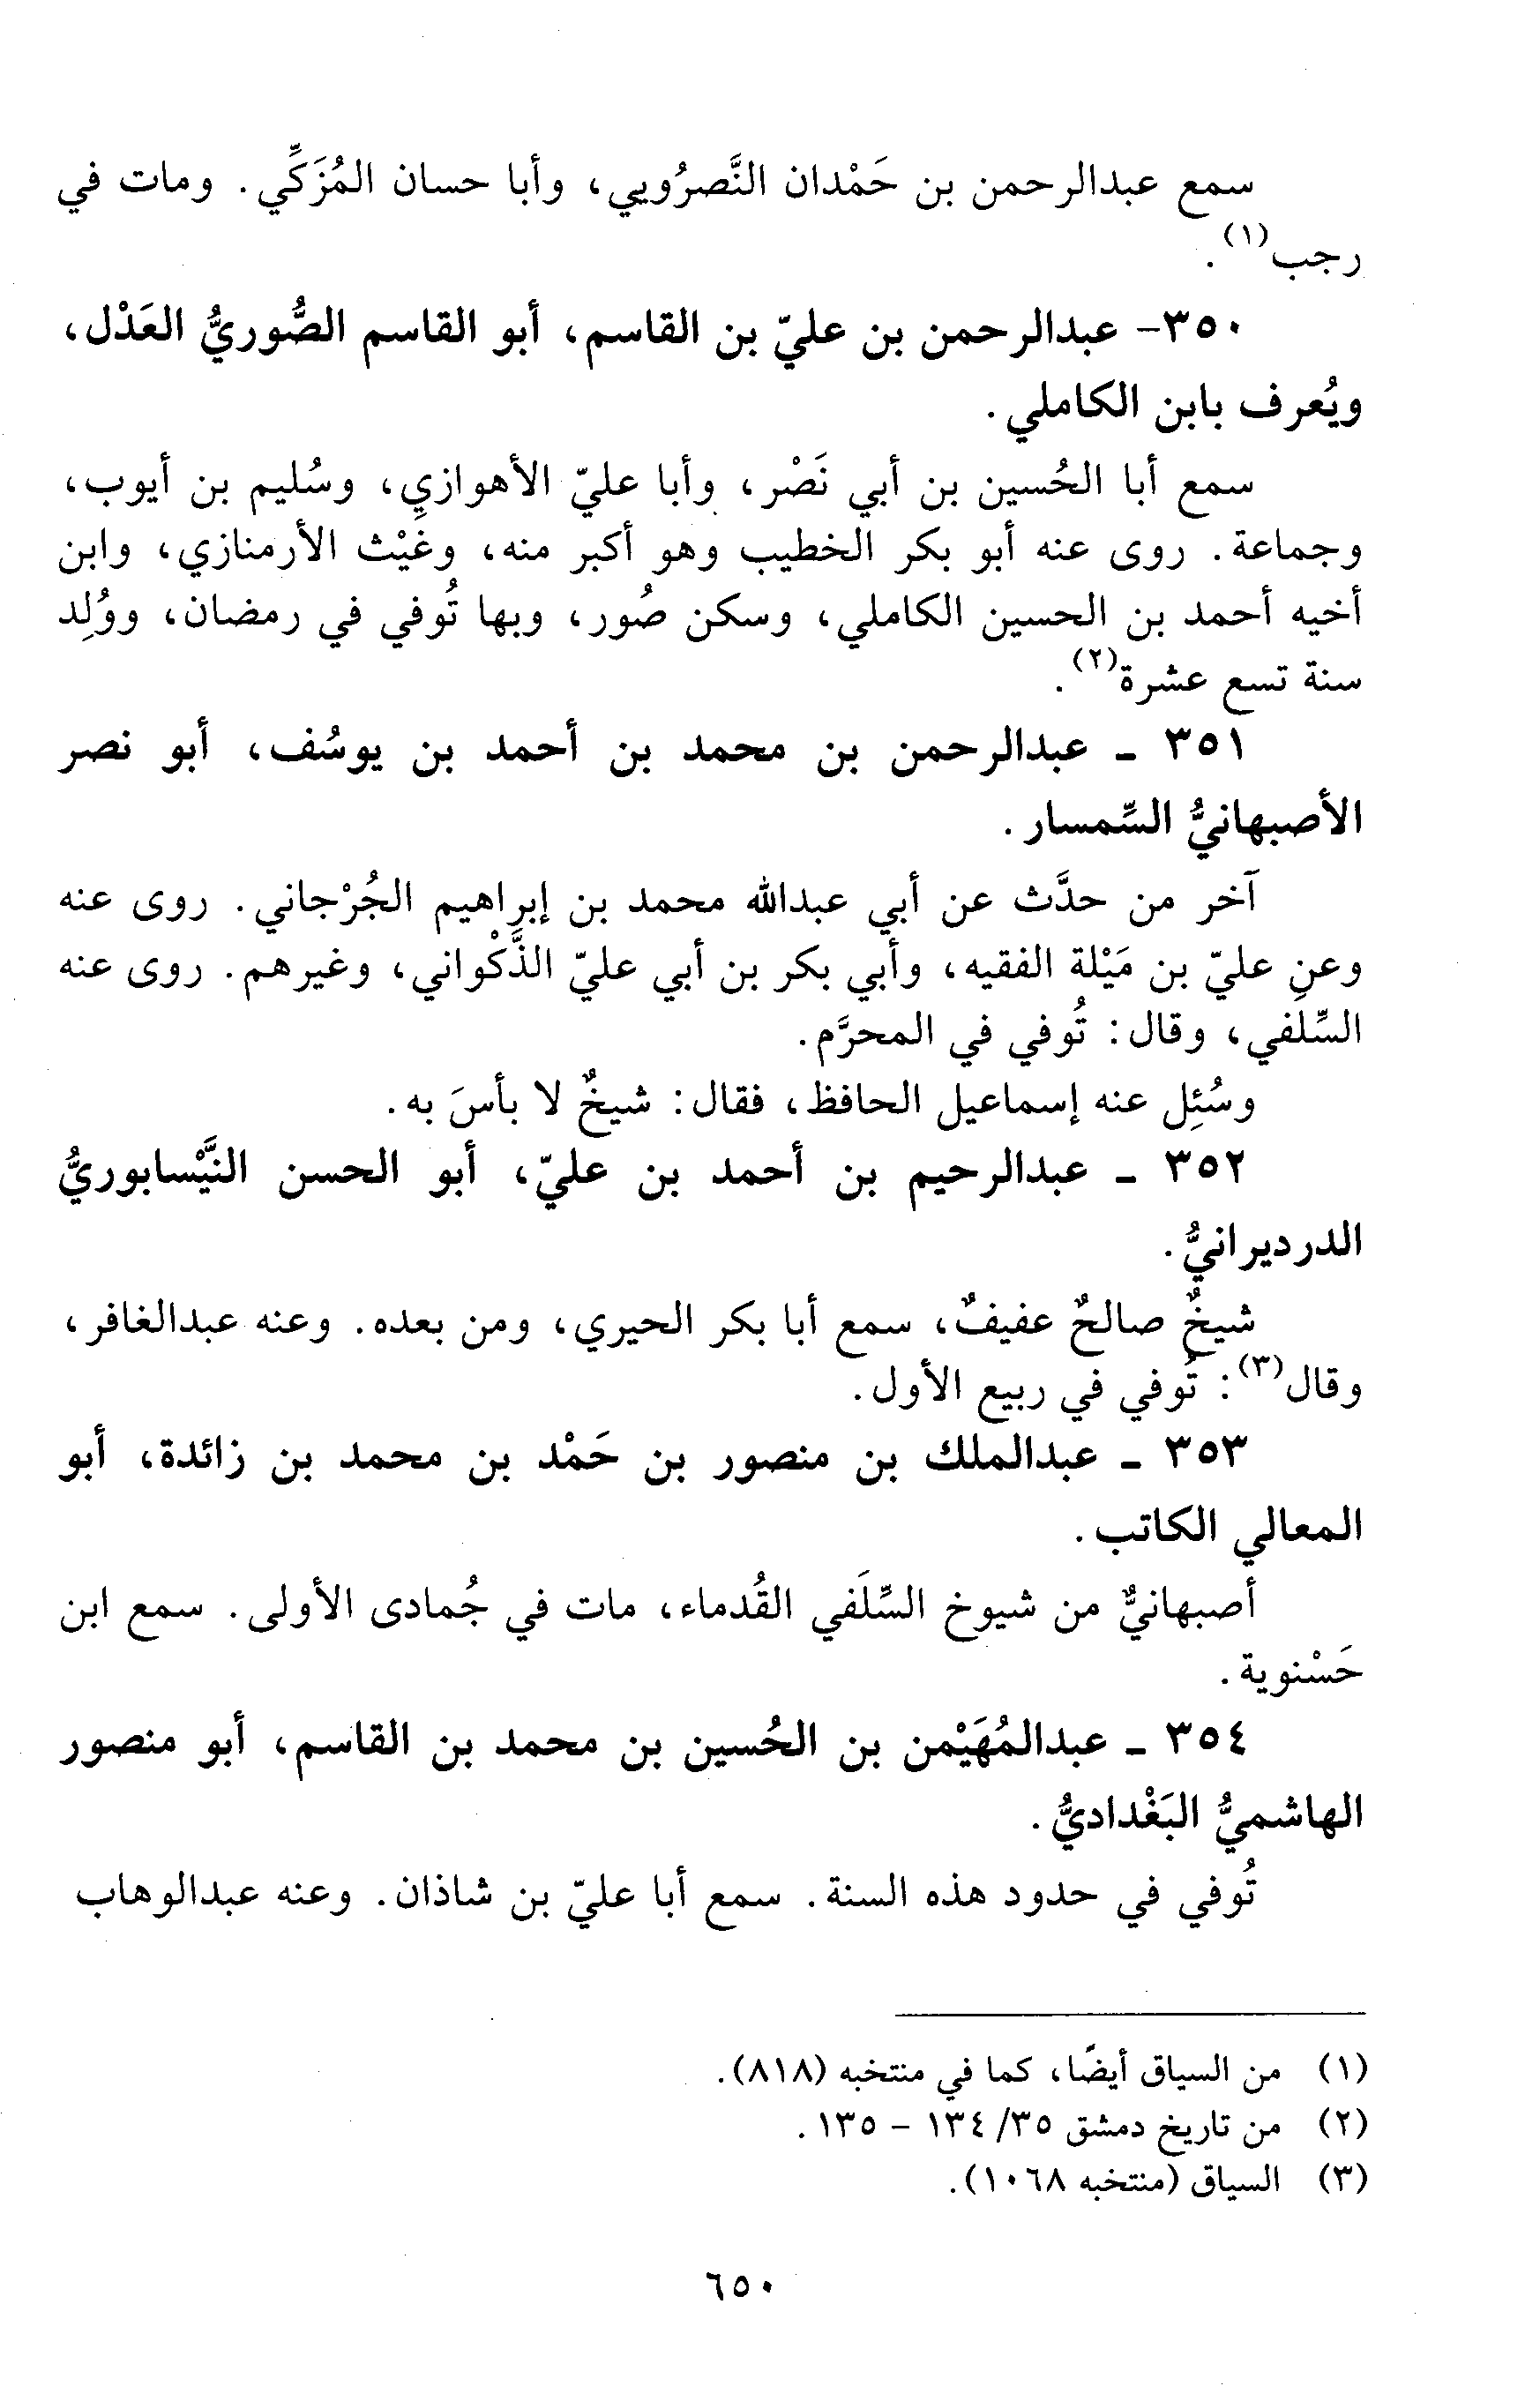 سمع عبدالرحمن بن حَمْدان النَّصرُويي، وأبا حسان المُزَكِّي. ومات في
رجب(١).
٣٥٠- عبدالرحمن بن عليّ بن القاسم، أبو القاسم الصُّوريُّ العَدْل،
ويُعرف بابن الكاملي.
سمع أبا الحُسين بن أبي نَصْر، وأبا عليّ الأهوازي، وسُليم بن أيوب،
وجماعة. روى عنه أبو بكر الخطيب وهو أكبر منه، وغَيْث الأرمنازي، وابن
أخيه أحمد بن الحسين الكاملي، وسكن صُور، وبها تُوفي في رمضان، ووُلِد
سنة تسع عشرة(٢).
٣٥١ - عبدالرحمن بن محمد بن أحمد بن يوسُف، أبو نصر
الأصبهانيُّ السِّمسار.
آخر من حدَّث عن أبي عبدالله محمد بن إبراهيم الجُرْجاني. روى عنه
وعن عليّ بن مَيْلة الفقيه، وأبي بكر بن أبي عليّ الذَّكْواني، وغيرهم. روى عنه
السِّلَفي، وقال: تُوفي في المحرَّم.
وسُئِل عنه إسماعيل الحافظ، فقال: شيخٌ لا بأسَ به.
٣٥٢ - عبدالرحيم بن أحمد بن عليّ، أبو الحسن النَّيْسابوريُّ
الدرديرانيُّ.
شيخٌ صالحٌ عفيفٌ، سمع أبا بكر الحيري، ومن بعده. وعنه عبدالغافر،
وقال(٣): تُوفي في ربيع الأول.
٣٥٣ - عبدالملك بن منصور بن حَمْد بن محمد بن زائدة، أبو
المعالي الكاتب.
أصبهانيٌّ من شيوخ السِّلَفي القُدماء، مات في جُمادى الأولى. سمع ابن
حَسْنوية.
٣٥٤ - عبدالمُهَيْمن بن الحُسين بن محمد بن القاسم، أبو منصور
الهاشميُّ البَغْداديُّ.
تُوفي في حدود هذه السنة. سمع أبا عليّ بن شاذان. وعنه عبدالوهاب
(١) من السياق أيضًا، كما في منتخبه (٨١٨).
(٢) من تاريخ دمشق ٣٥/ ١٣٤ - ١٣٥.
(٣) السياق (منتخبه ١٠٦٨).
٦٥٠